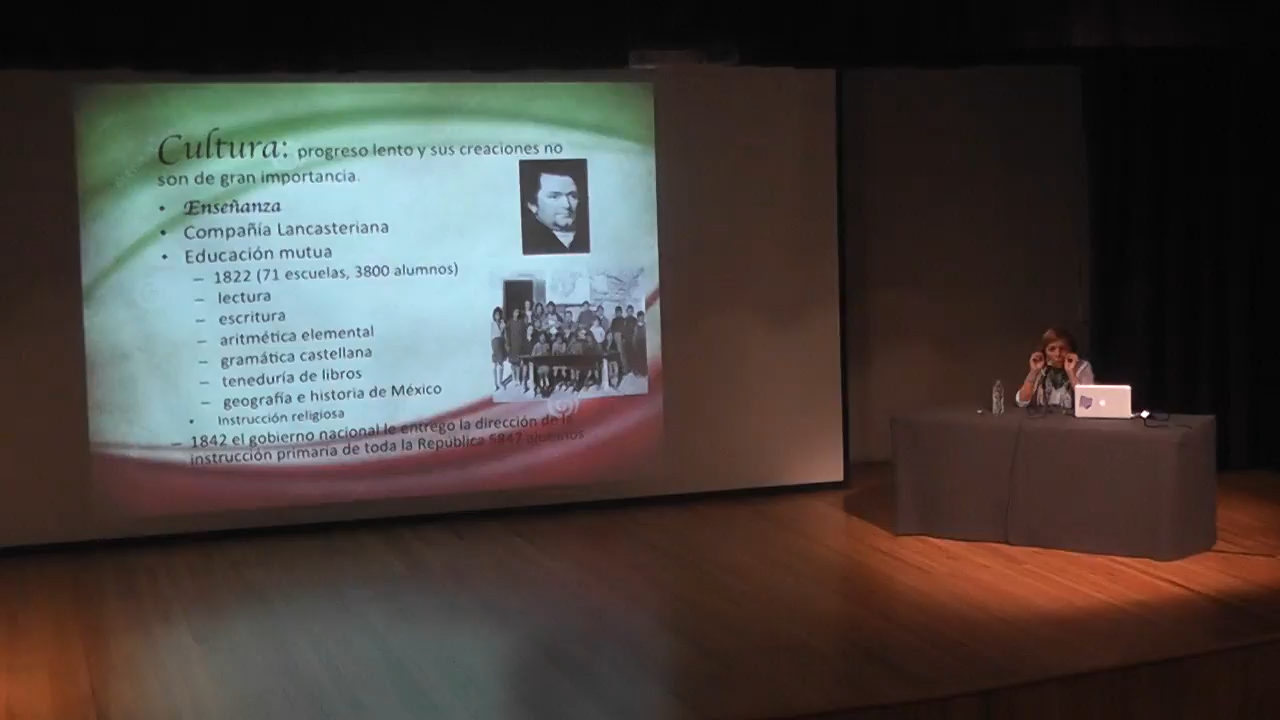 Cultura: progreso lento y sus creaciones no
son de gran importancia.
• Enseñanza
• Compañía Lancasteriana
• Educación mutua
– 1822 (71 escuelas, 3800 alumnos)
– lectura
– escritura
– aritmética elemental
– gramática castellana
– teneduría de libros
– geografía e historia de México
• Instrucción religiosa
– 1842 el gobierno nacional le entrego la dirección de la
instrucción primaria de toda la República 5847 alumnos